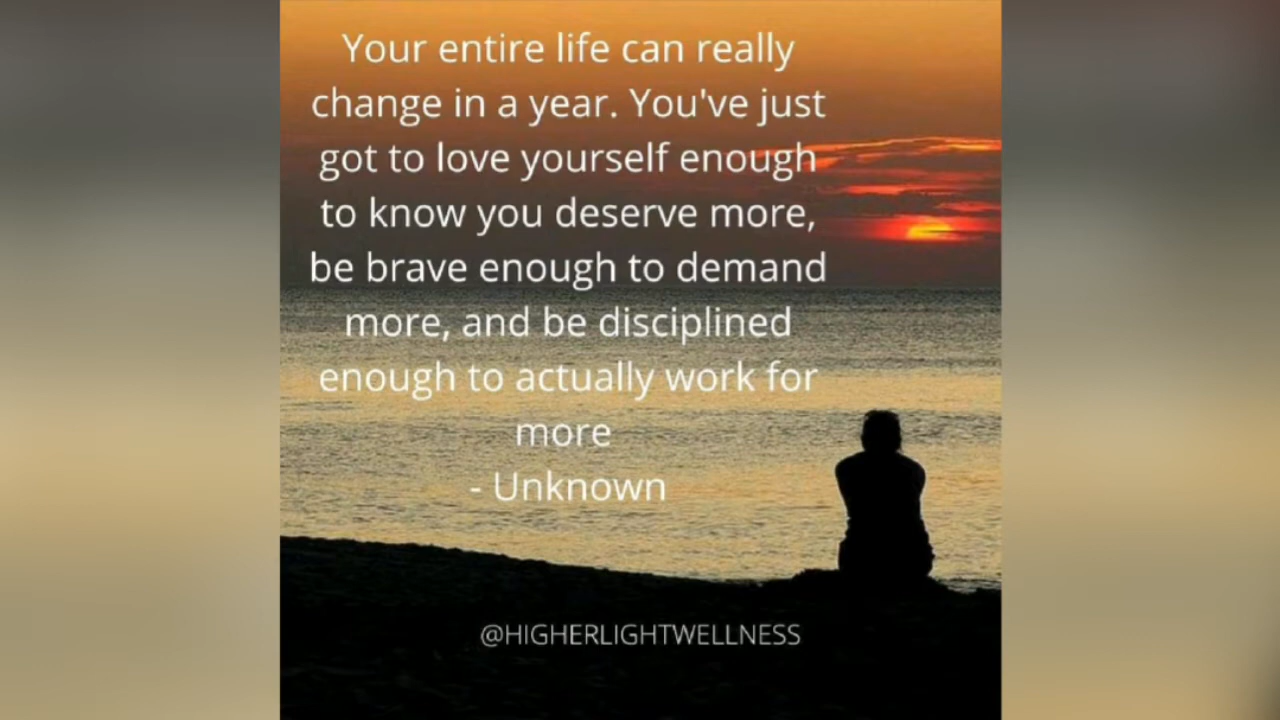 Your entire life can really
change in a year. You've just
got to love yourself enough
to know you deserve more,
be brave enough to demand
more, and be disciplined
enough to actually work for
more
- Unknown
@HIGHERLIGHTWELLNESS